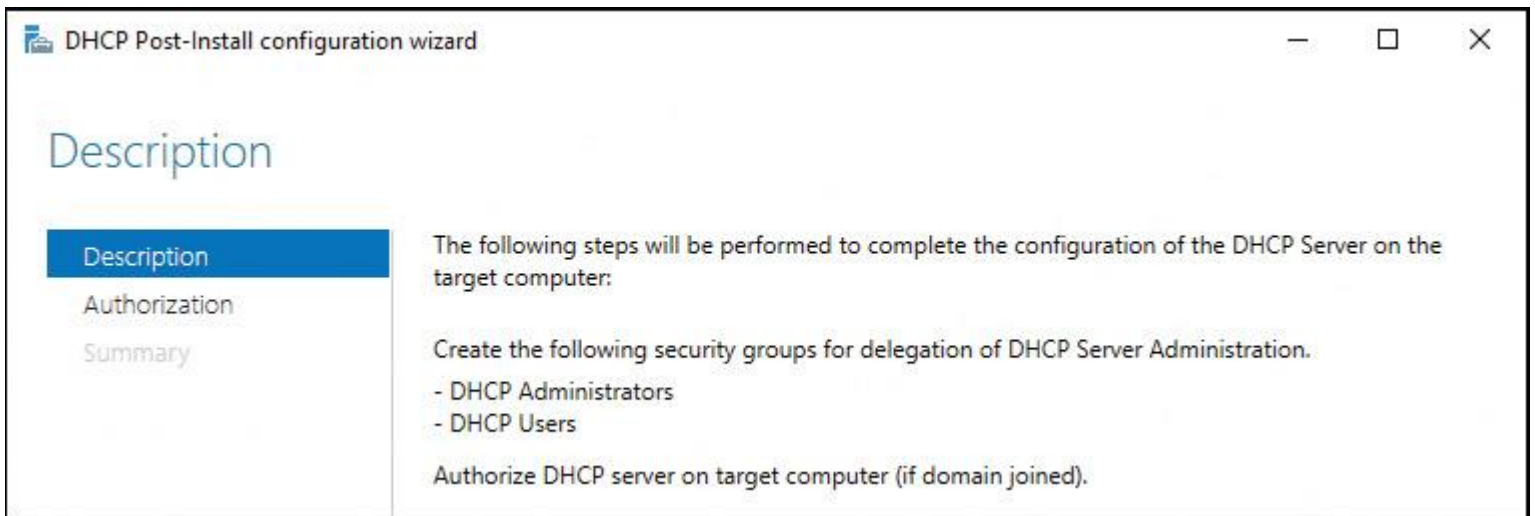 DHCP Post-Install configuration wizard
Description
Description
Authorization
Summary
The following steps will be performed to complete the configuration of the DHCP Server on the
target computer:
Create the following security groups for delegation of DHCP Server Administration.
- DHCP Administrators
- DHCP Users
Authorize DHCP server on target computer (if domain joined).